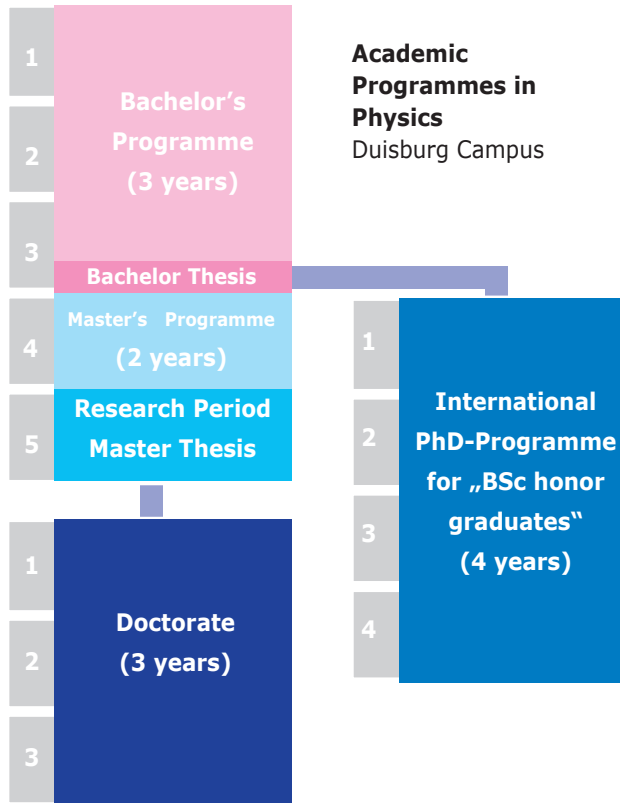 Academic
Programmes in
Physics
Duisburg Campus
1
2
3
4
5
Bachelor's
Programme
(3 years)
Bachelor Thesis
Master's Programme
(2 years)
Research Period
Master Thesis
1
2
3
Doctorate
(3 years)
1
2
3
4
International
PhD-Programme
for „BSc honor
graduates“
(4 years)